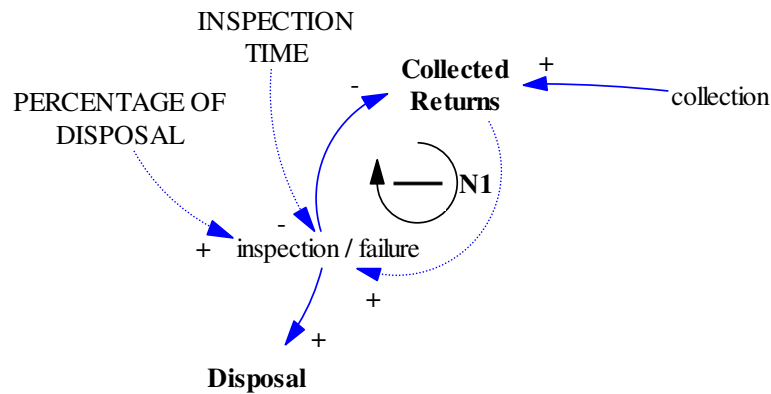 INSPECTION
TIME
+
Collected
Returns
-
collection
PERCENTAGE OF
DISPOSAL
N1
-
+
inspection / failure
+
+
Disposal